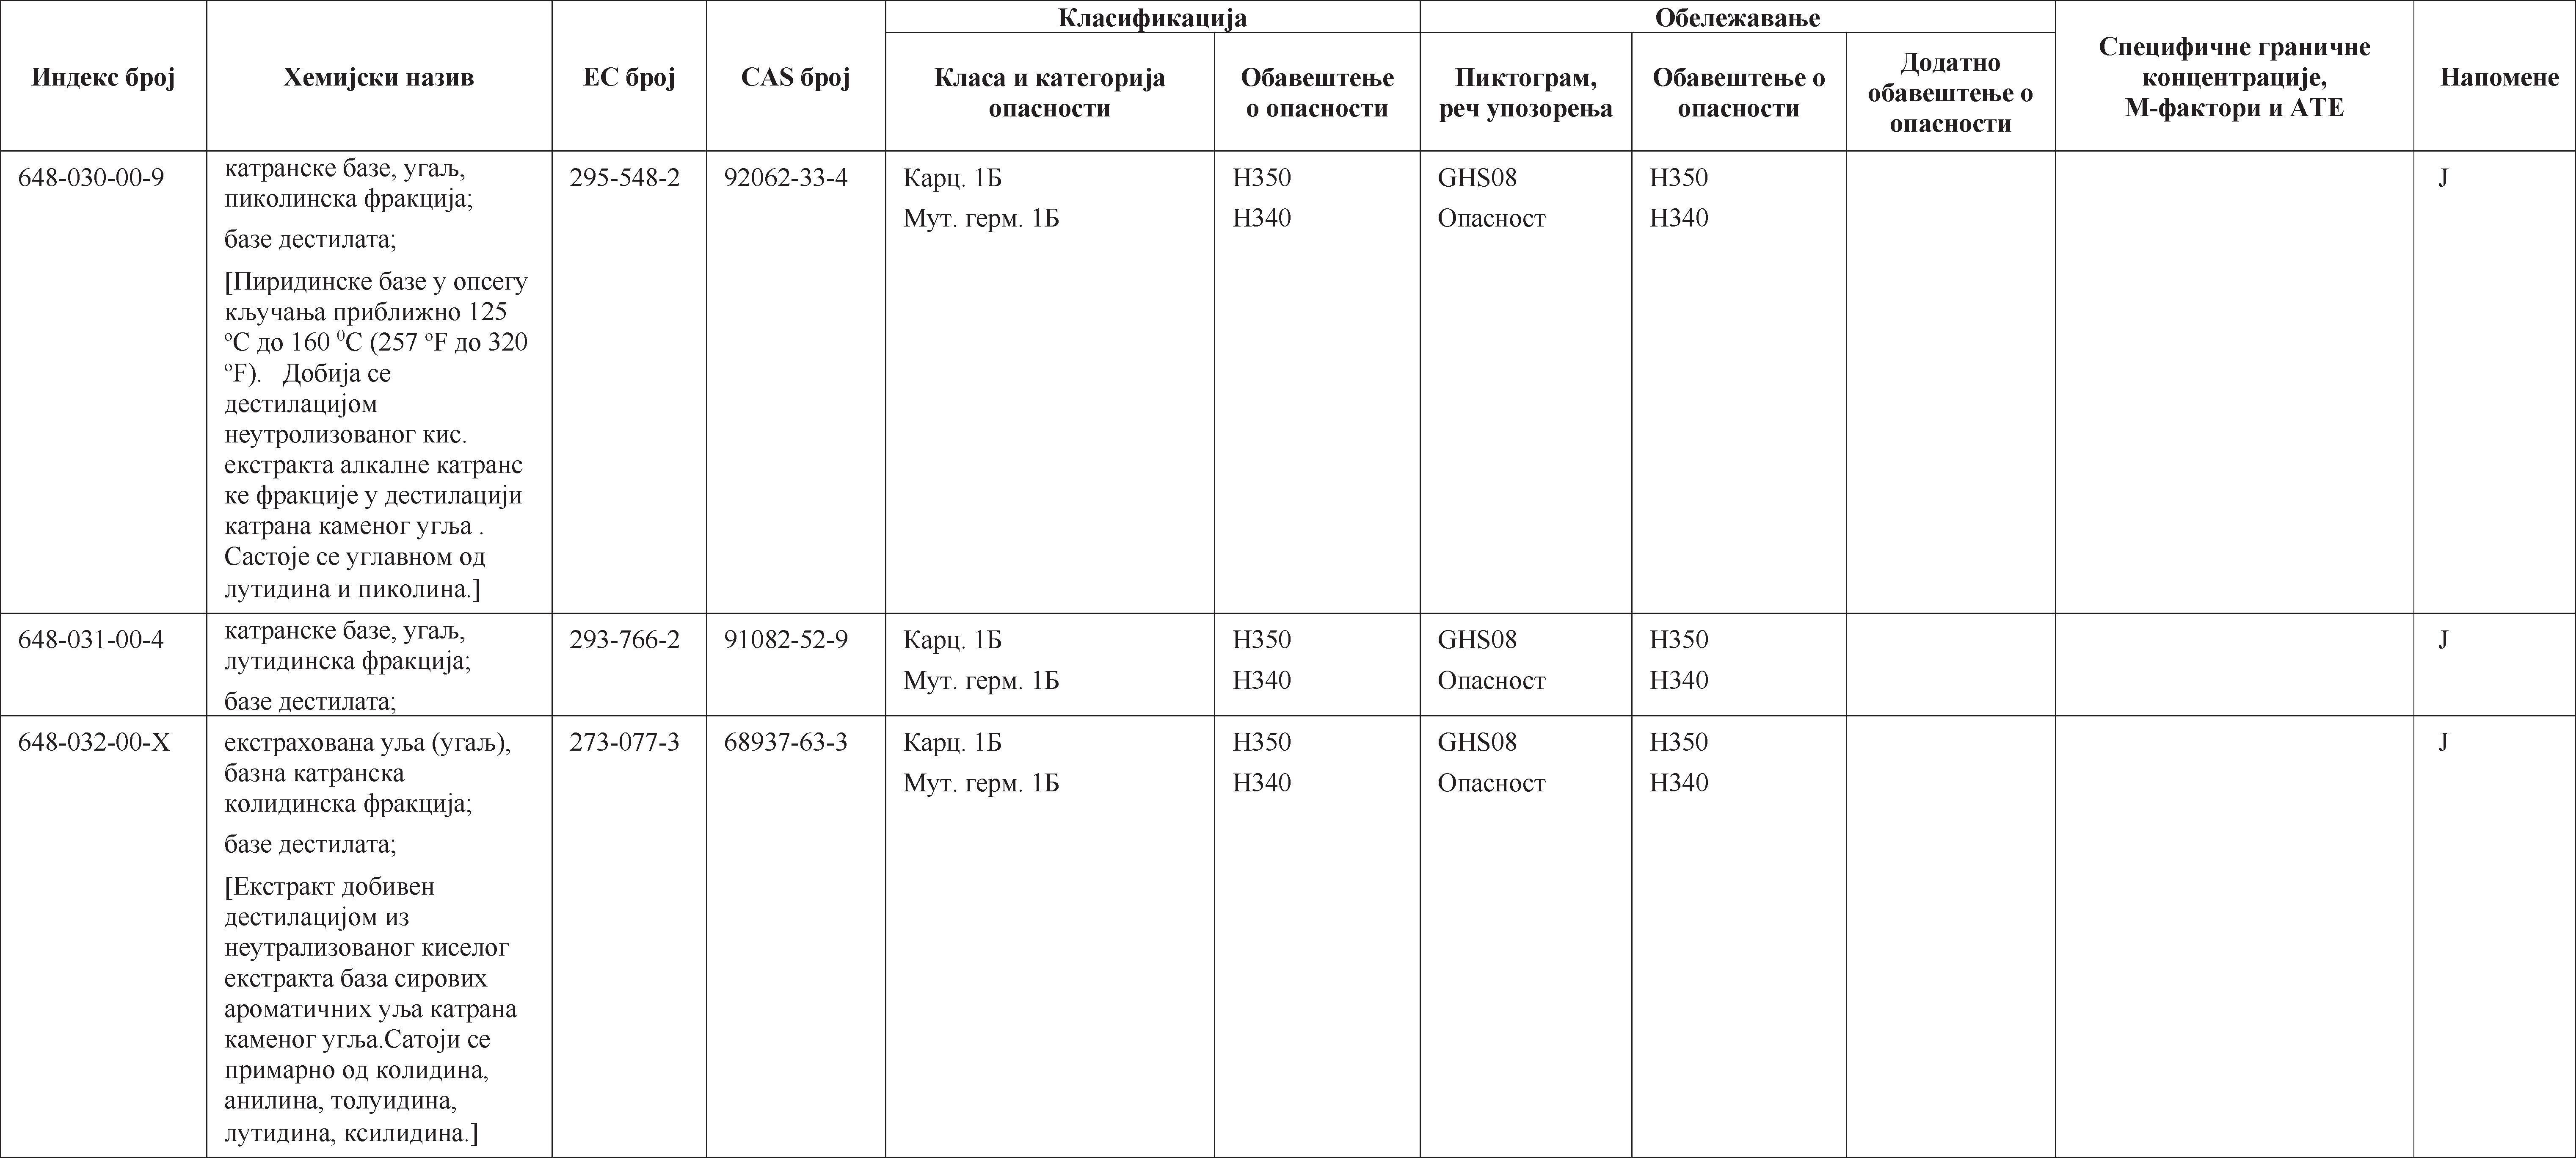 Класификација
Обележавање
Индекс број
Хемијски назив
ЕС број
CAS број
Класа и категорија
опасности
Обавештење
о опасности
Пиктограм,
реч упозорења
Обавештење о
опасности
Додатно
обавештење о
опасности
Специфичне граничне
концентрације,
М-фактори и АТЕ
Напомене
648-030-00-9
катранске базе, угаљ,
пиколинска фракција;
базе дестилата;
[Пиридинске базе у опсегу
кључања приближно 125
ºC до 160 ⁰C (257 ºF до 320
ºF).   Добија се
дестилацијом
неутролизованог кис.
екстракта алкалне катранс
ке фракције у дестилацији
катрана каменог угља .
Састоје се углавном од
лутидина и пиколина.]
295-548-2
92062-33-4
Карц. 1Б
Мут. герм. 1Б
H350
H340
GHS08
Опасност
H350
H340
Ј
648-031-00-4
катранске базе, угаљ,
лутидинска фракција;
базе дестилата;
293-766-2
91082-52-9
Карц. 1Б
Мут. герм. 1Б
H350
H340
GHS08
Опасност
H350
H340
Ј
648-032-00-X
екстрахована уља (угаљ),
базна катранска
колидинска фракција;
базе дестилата;
[Екстракт добивен
дестилацијом из
неутрализованог киселог
екстракта база сирових
ароматичних уља катрана
каменог угља.Сатоји се
примарно од колидина,
анилина, толуидина,
лутидина, ксилидина.]
273-077-3
68937-63-3
Карц. 1Б
Мут. герм. 1Б
H350
H340
GHS08
Опасност
H350
H340
Ј